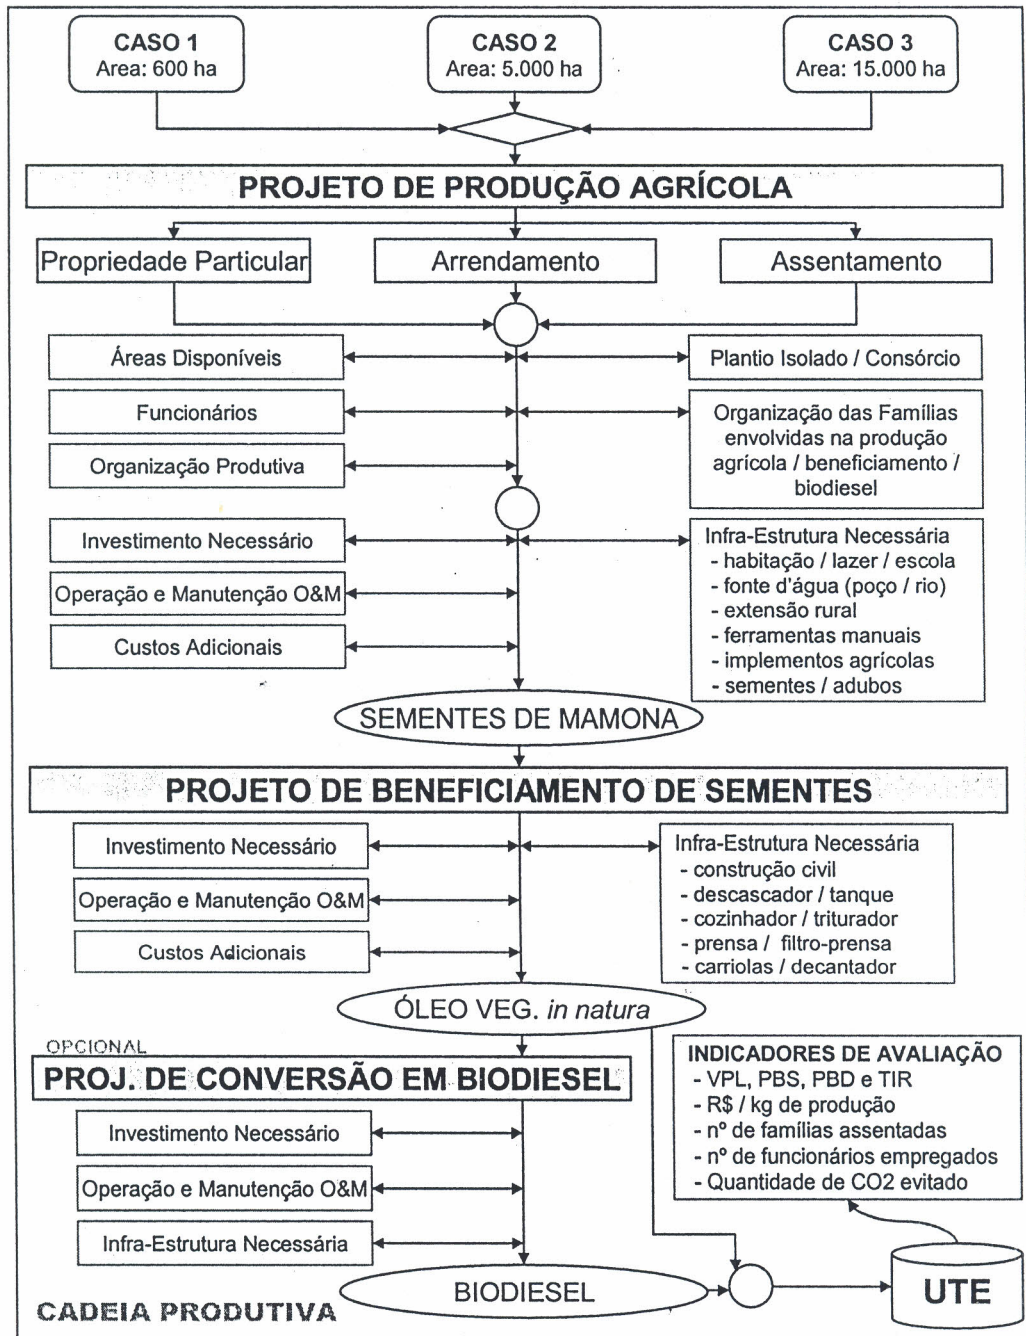 CASO 1
Area: 600 ha
CASO 2
Area: 5.000 ha
CASO 3
Area: 15.000 ha
PROJETO DE PRODUÇÃO AGRÍCOLA
Propriedade Particular
Arrendamento
Assentamento
Áreas Disponíveis
Plantio Isolado / Consórcio
Funcionários
Organização Produtiva
Organização das Famílias
envolvidas na produção
agrícola / beneficiamento /
biodiesel
Investimento Necessário
Operação e Manutenção O&M
Custos Adicionais
Infra-Estrutura Necessária
- habitação / lazer / escola
- fonte d'água (poço / rio)
- extensão rural
- ferramentas manuais
- implementos agrícolas
- sementes / adubos
SEMENTES DE MAMONA
PROJETO DE BENEFICIAMENTO DE SEMENTES
Investimento Necessário
Operação e Manutenção O&M
Custos Adicionais
Infra-Estrutura Necessária
- construção civil
- descascador / tanque
- cozinhador / triturador
- prensa / filtro-prensa
- carriolas / decantador
ÓLEO VEG. in natura
OPCIONAL
PROJ. DE CONVERSÃO EM BIODIESEL
Investimento Necessário
Operação e Manutenção O&M
Infra-Estrutura Necessária
INDICADORES DE AVALIAÇÃO
- VPL, PBS, PBD e TIR
- R$ / kg de produção
- nº de famílias assentadas
- nº de funcionários empregados
- Quantidade de CO2 evitado
BIODIESEL
UTE
CADEIA PRODUTIVA